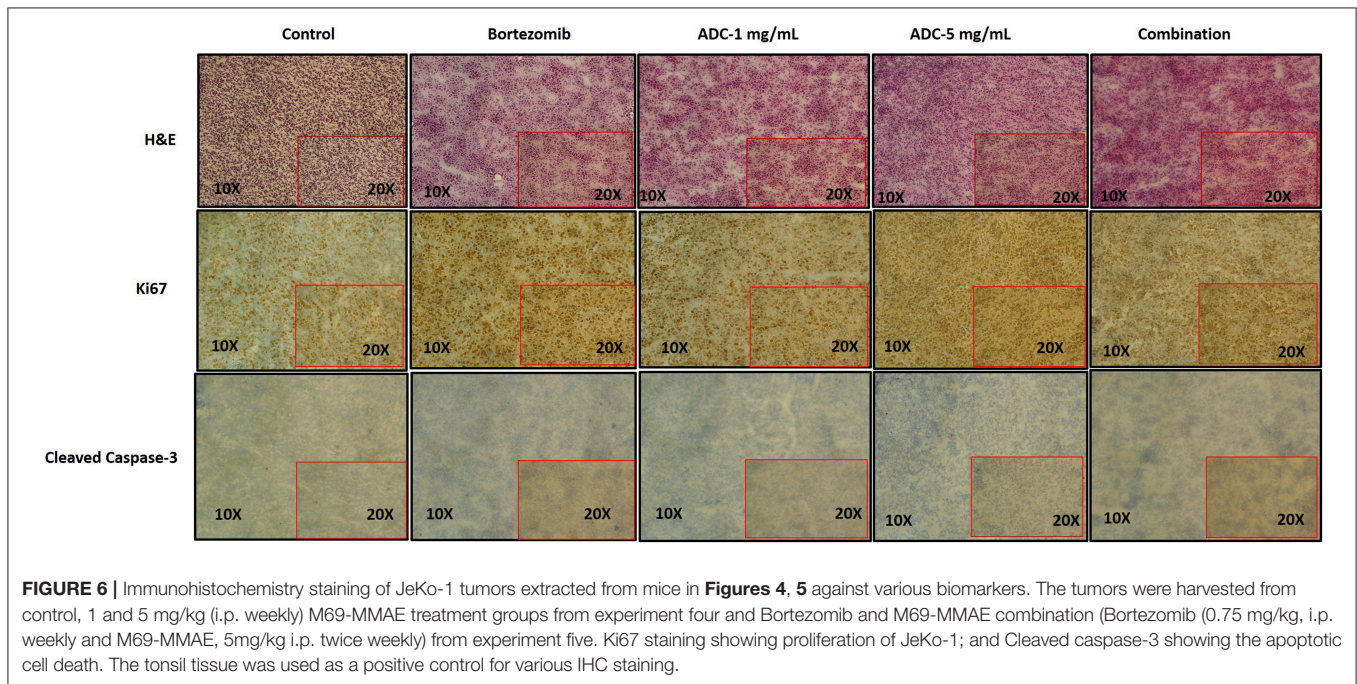 Control Bortezomib ADC-1 mg/mL ADC-5 mg/mL Combination
H&E
10X 20X 10X 20X 10X 20X 10X 20X 10X 20X
Ki67
10X 20X 10X 20X 10X 20X 10X 20X 10X 20X
Cleaved Caspase-3
10X 20X 10X 20X 10X 20X 10X 20X 10X 20X
FIGURE 6 | Immunohistochemistry staining of JeKo-1 tumors extracted from mice in Figures 4, 5 against various biomarkers. The tumors were harvested from
control, 1 and 5 mg/kg (i.p. weekly) M69-MMAE treatment groups from experiment four and Bortezomib and M69-MMAE combination (Bortezomib (0.75 mg/kg, i.p.
weekly and M69-MMAE, 5mg/kg i.p. twice weekly) from experiment five. Ki67 staining showing proliferation of JeKo-1; and Cleaved caspase-3 showing the apoptotic
cell death. The tonsil tissue was used as a positive control for various IHC staining.